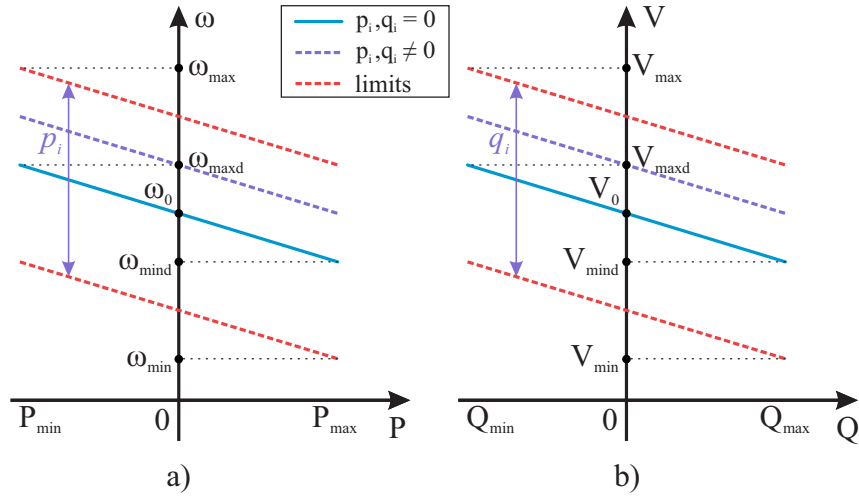 ω
ω_max
p_i
ω_maxd
ω_0
ω_mind
ω_min
P_min
0
P_max
P
a)
p_i,q_i = 0
p_i,q_i ≠ 0
limits
V
V_max
q_i
V_maxd
V_0
V_mind
V_min
Q_min
0
Q_max
Q
b)